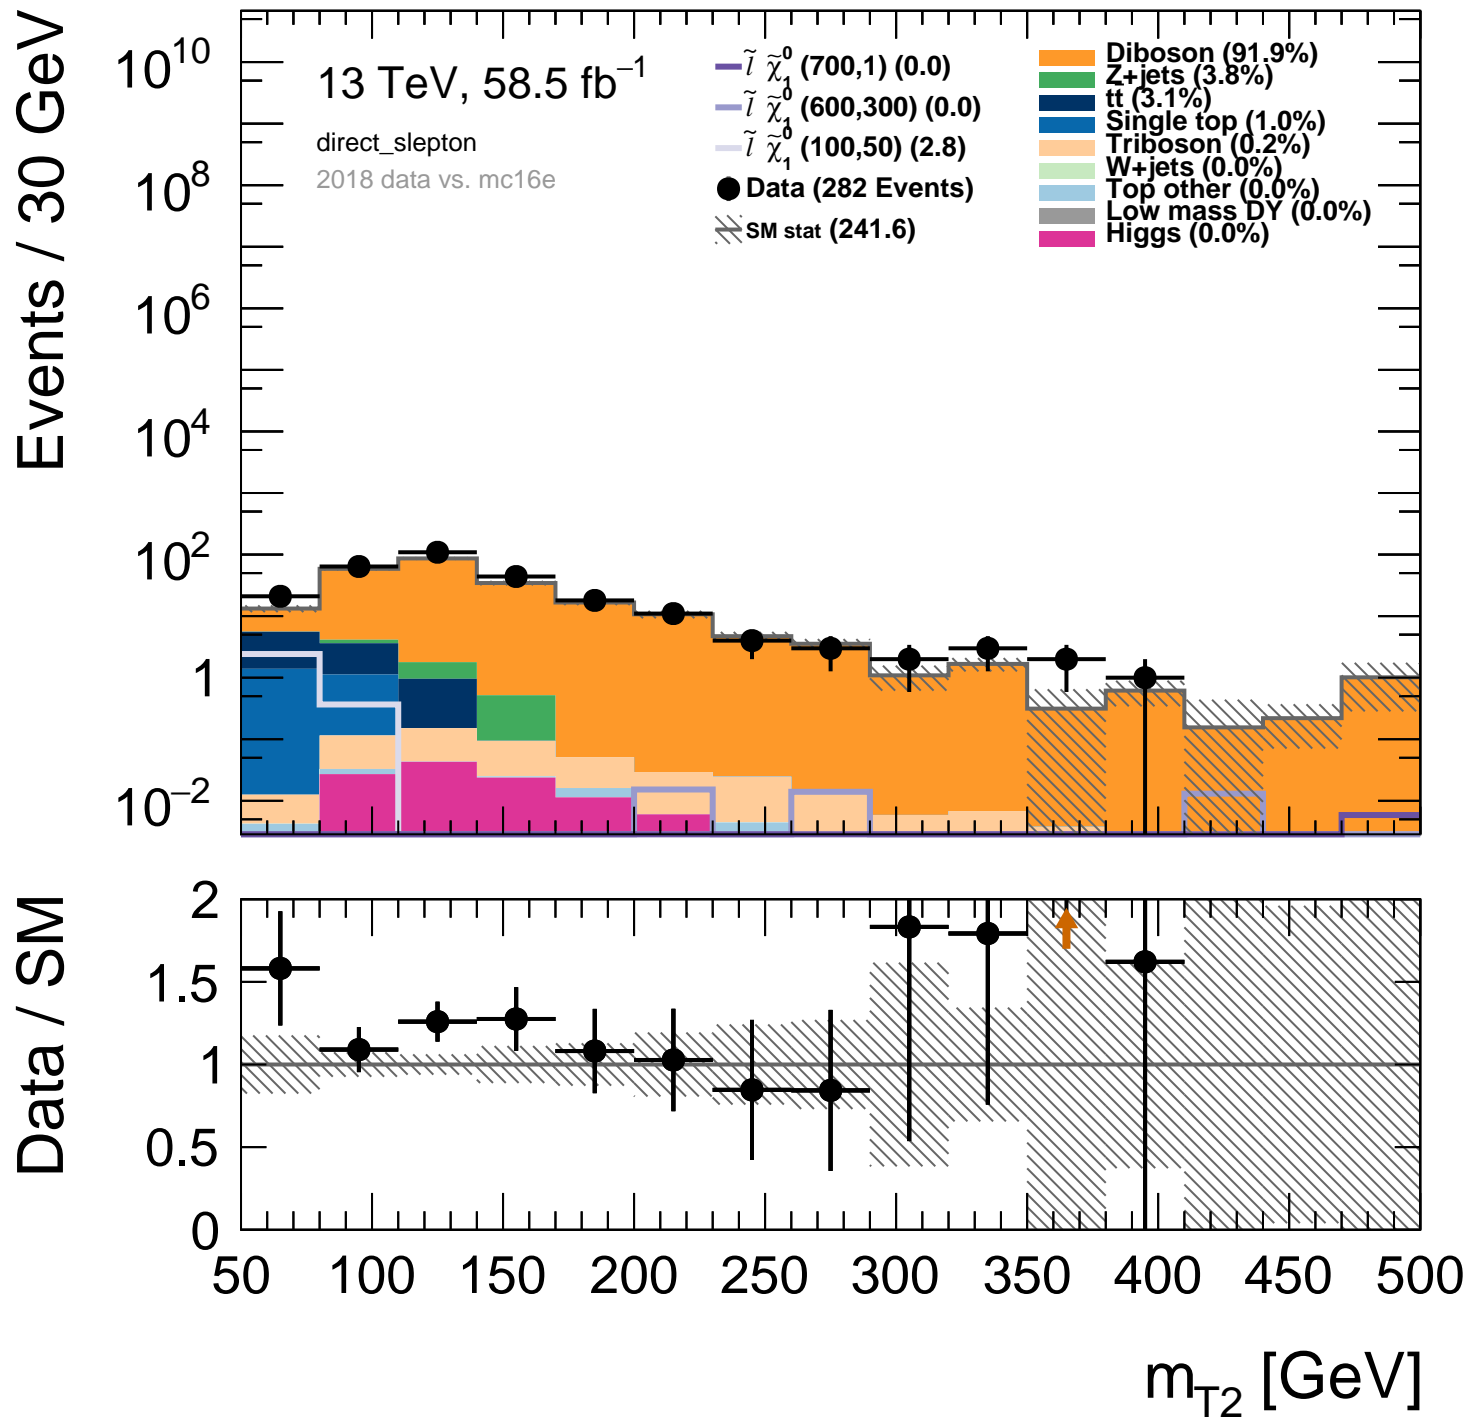 Events / 30 GeV
10^10
10^8
10^6
10^4
10^2
1
10^−2
13 TeV, 58.5 fb^−1
direct_slepton
2018 data vs. mc16e
l̃ χ̃₁⁰ (700,1) (0.0)
l̃ χ̃₁⁰ (600,300) (0.0)
l̃ χ̃₁⁰ (100,50) (2.8)
Data (282 Events)
SM stat (241.6)
Diboson (91.9%)
Z+jets (3.8%)
tt (3.1%)
Single top (1.0%)
Triboson (0.2%)
W+jets (0.0%)
Top other (0.0%)
Low mass DY (0.0%)
Higgs (0.0%)
Data / SM
2
1.5
1
0.5
0
50 100 150 200 250 300 350 400 450 500
m_T2 [GeV]